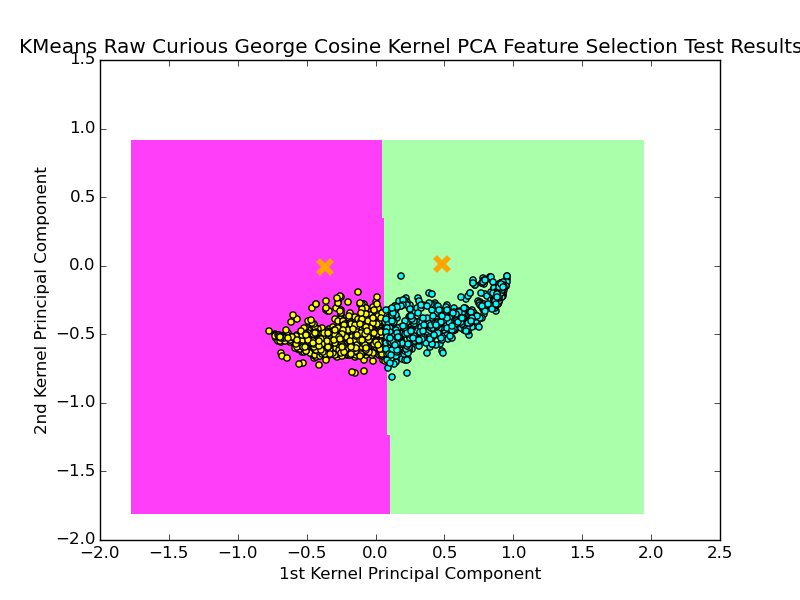 KMeans Raw Curious George Cosine Kernel PCA Feature Selection Test Results
1.5
1.0
0.5
0.0
−0.5
−1.0
−1.5
−2.0
2nd Kernel Principal Component
−2.0 −1.5 −1.0 −0.5 0.0 0.5 1.0 1.5 2.0 2.5
1st Kernel Principal Component